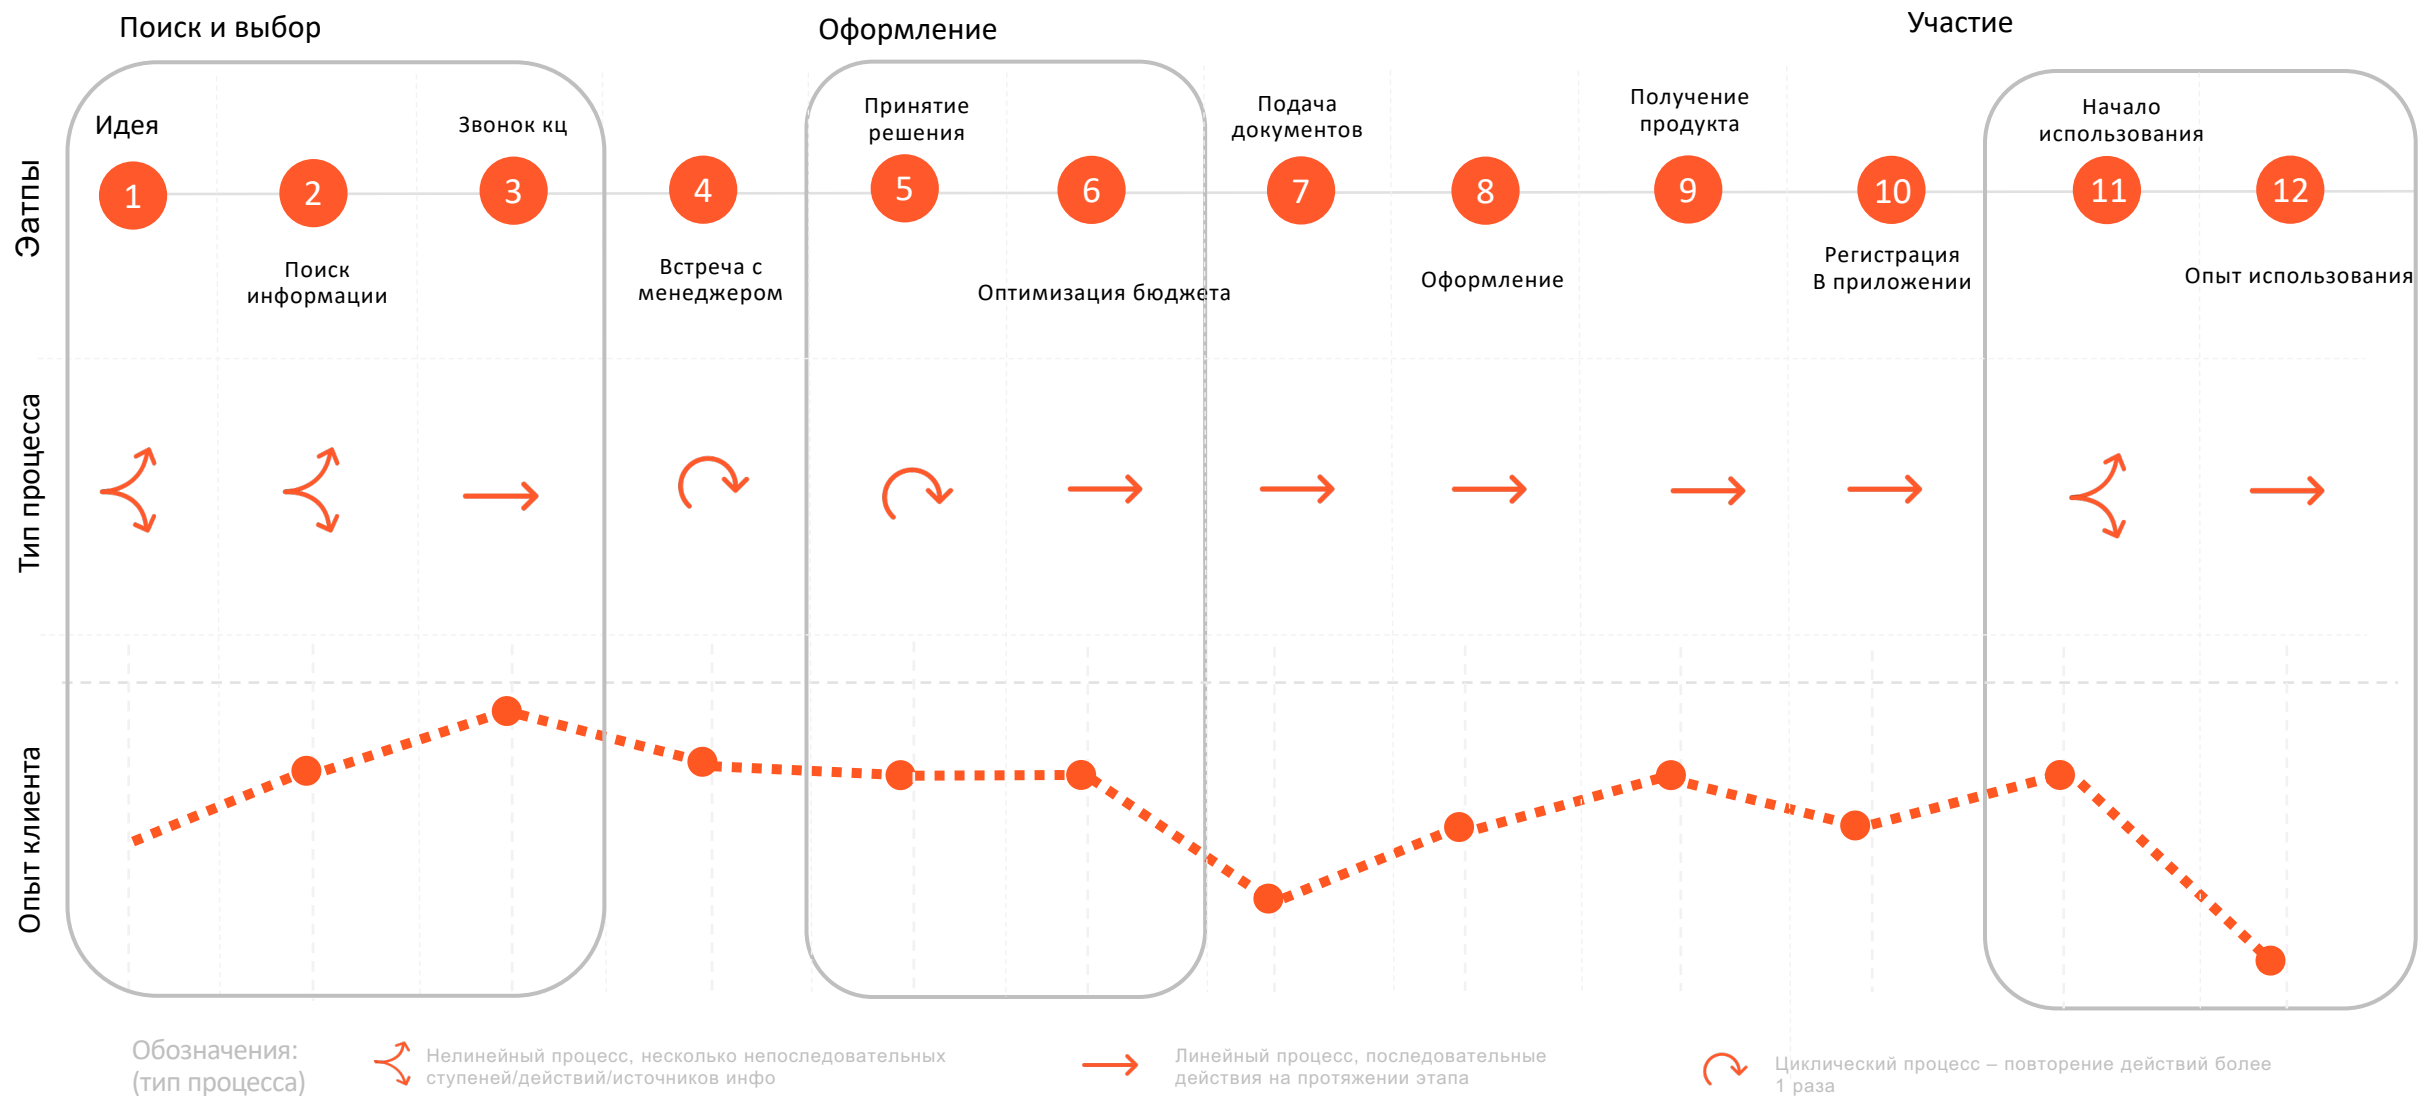 Поиск и выбор
Оформление
Участие
Эатпы
Идея
Звонок кц
Принятие
решения
Подача
документов
Получение
продукта
Начало
использования
1
2
3
4
5
6
7
8
9
10
11
12
Поиск
информации
Встреча с
менеджером
Оптимизация бюджета
Оформление
Регистрация
В приложении
Опыт использования
Тип процесса
Опыт клиента
Обозначения:
(тип процесса)
Нелинейный процесс, несколько непоследовательных
ступеней/действий/источников инфо
Линейный процесс, последовательные
действия на протяжении этапа
Циклический процесс – повторение действий более
1 раза